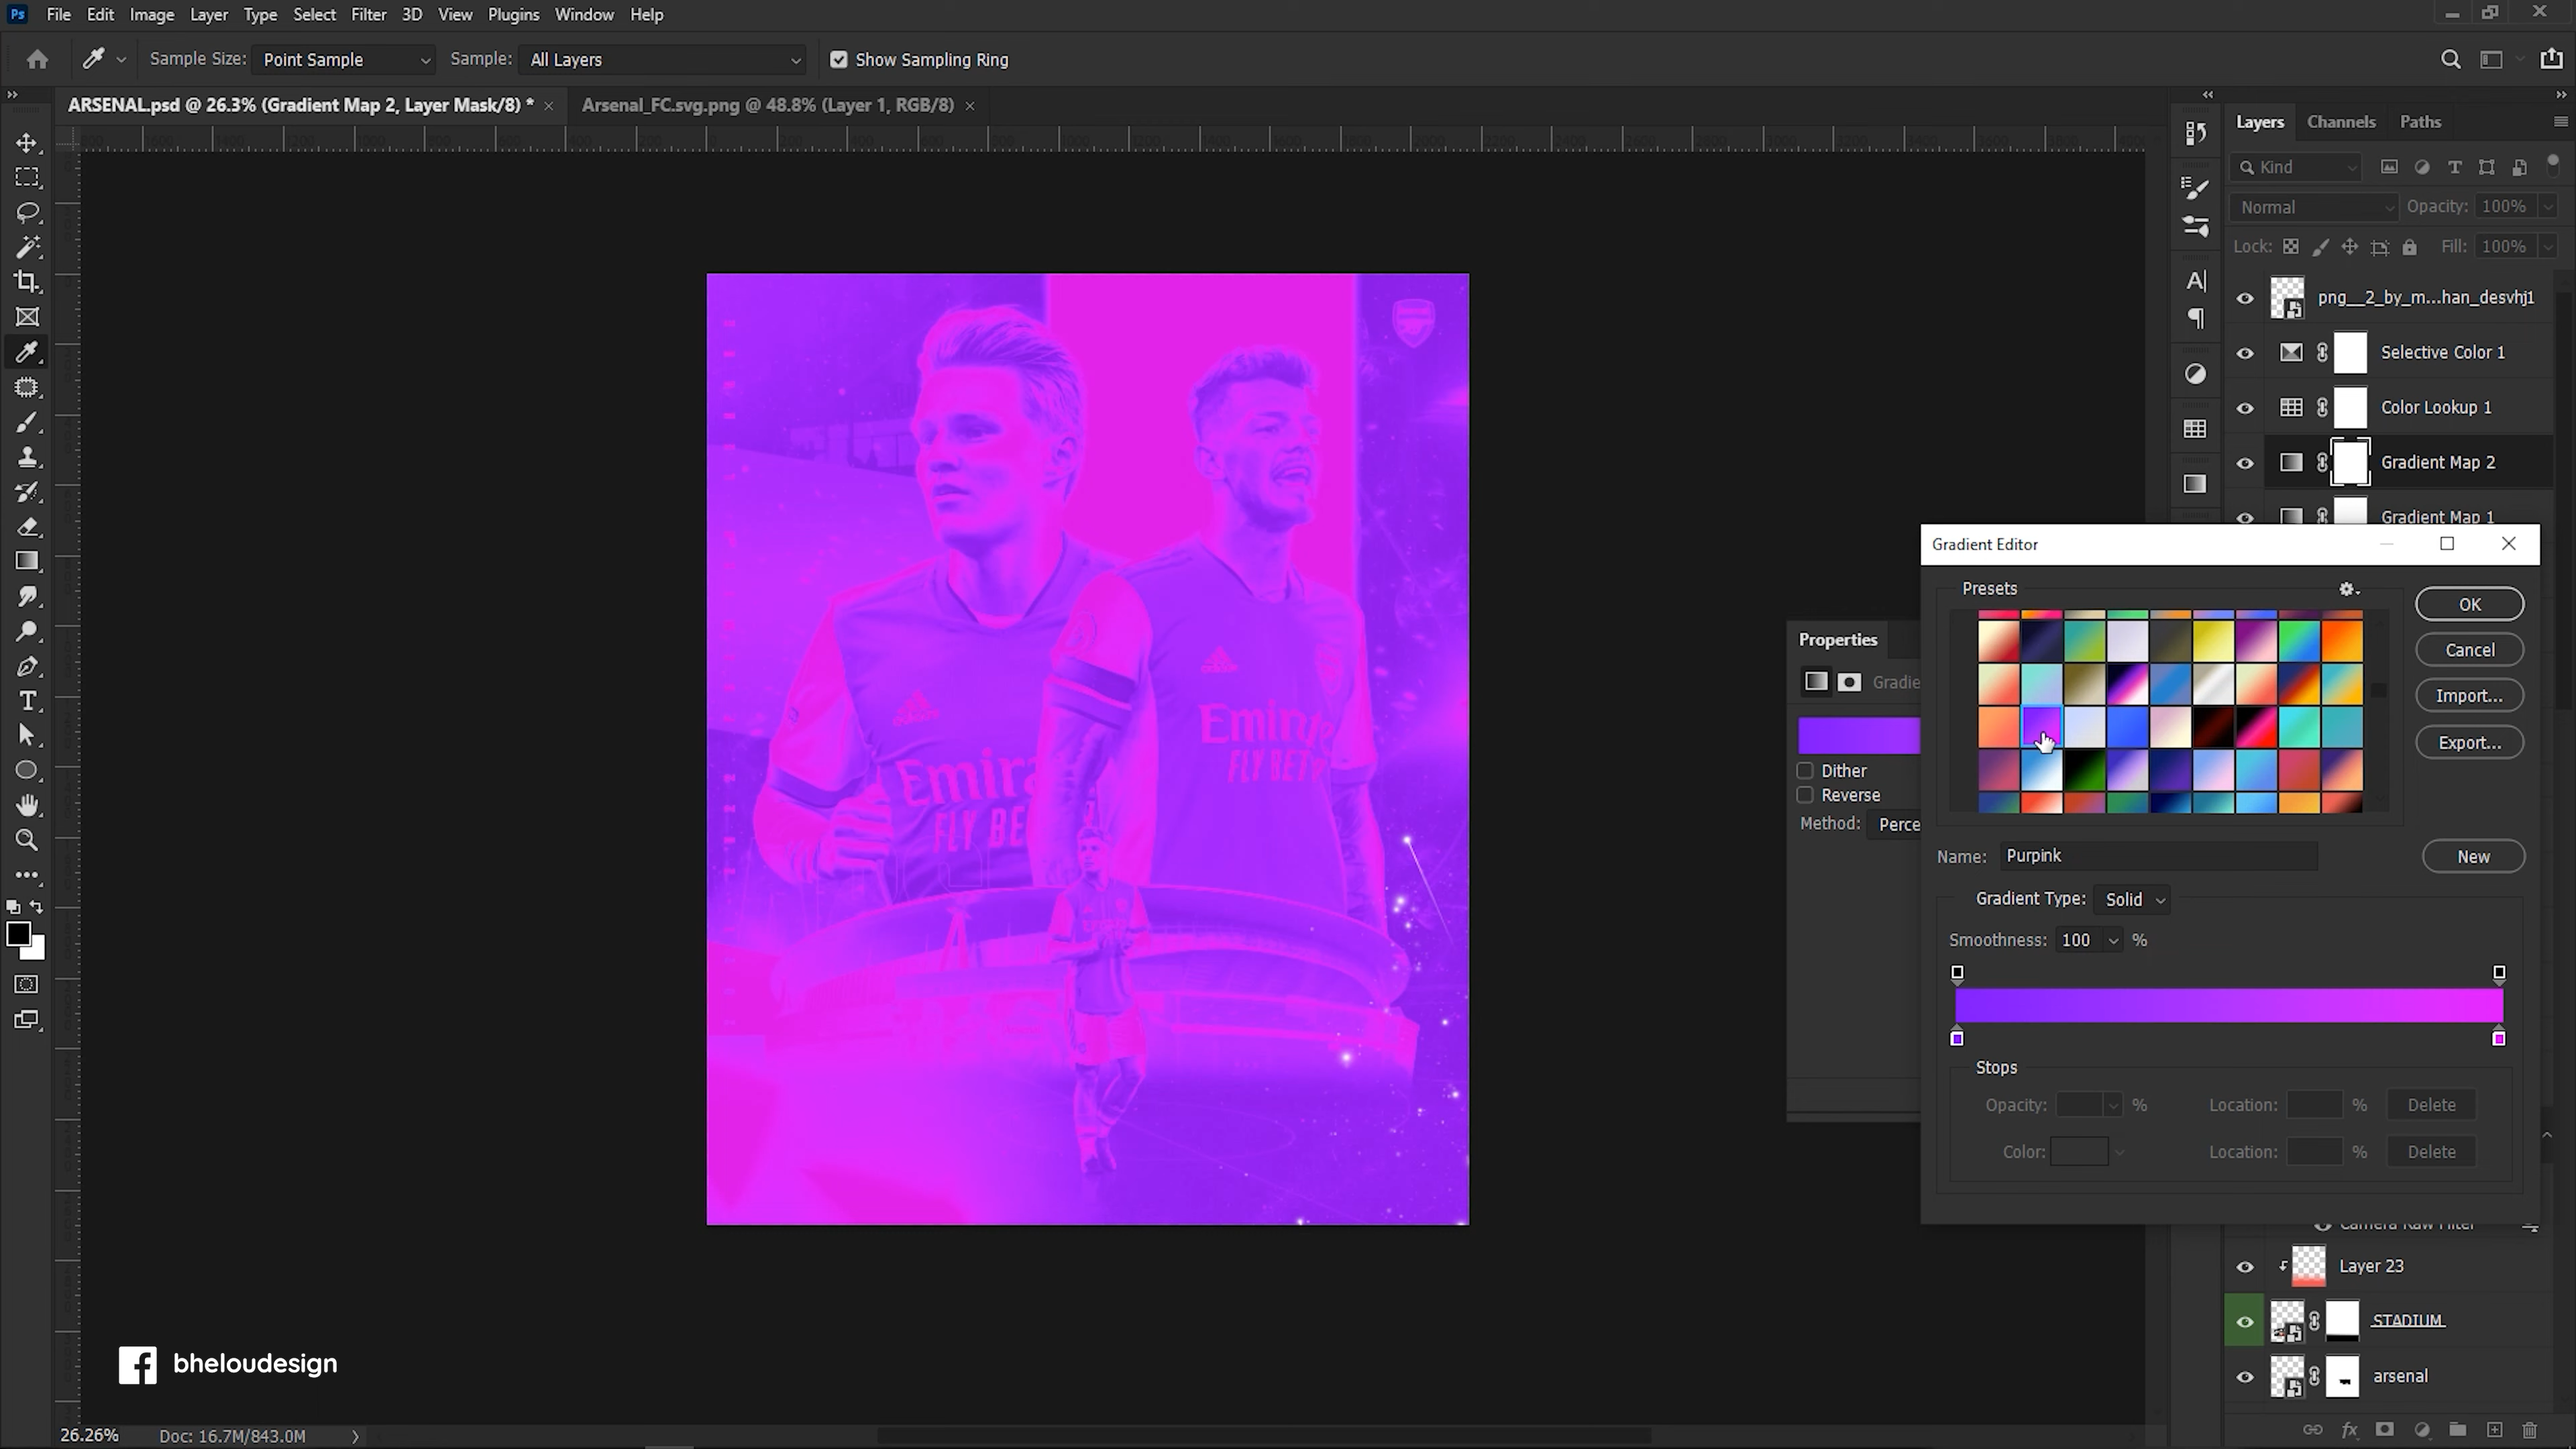 Ps File Edit Image Layer Type Select Filter 3D View Plugins Window Help
Sample Size: Point Sample Sample: All Layers Show Sampling Ring
ARSENAL.psd @ 26.3% (Gradient Map 2, Layer Mask/8) * Arsenal_FC.svg.png @ 48.8% (Layer 1, RGB/8)
Layers Channels Paths
Kind
Normal Opacity: 100%
Lock: Fill: 100%
png__2_by_m...han_desvhj1
Selective Color 1
Color Lookup 1
Gradient Map 2
Gradient Map 1
Gradient Editor
Presets
OK
Cancel
Import...
Export...
Properties
Gradie
Dither
Reverse
Method: Perce
Name: Purpink New
Gradient Type: Solid
Smoothness: 100 %
Stops
Opacity: % Location: % Delete
Color: Location: % Delete
Camera Raw Filter
Layer 23
STADIUM
arsenal
adidas
Emira
FLY BE
Emirate
FLY BET
bheloudesign
26.26% Doc: 16.7M/843.0M